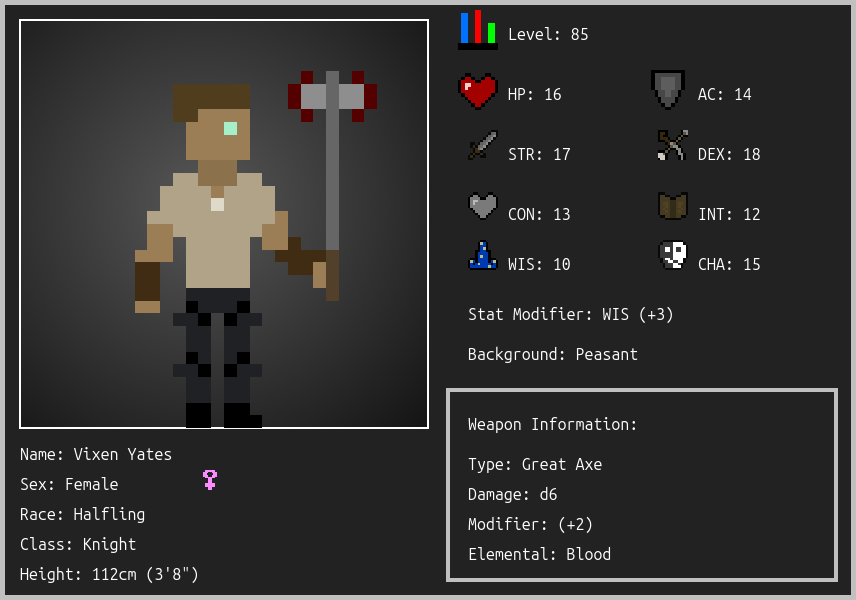 Level: 85
HP: 16
AC: 14
STR: 17
DEX: 18
CON: 13
INT: 12
WIS: 10
CHA: 15
Stat Modifier: WIS (+3)
Background: Peasant
Weapon Information:
Type: Great Axe
Damage: d6
Modifier: (+2)
Elemental: Blood
Name: Vixen Yates
Sex: Female
Race: Halfling
Class: Knight
Height: 112cm (3'8")